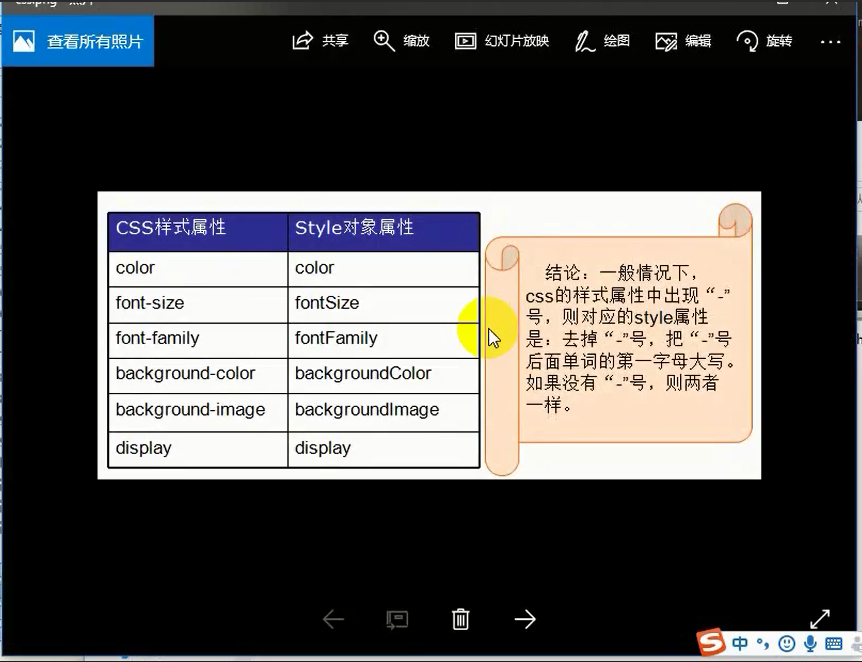 查看所有照片
共享
缩放
幻灯片放映
绘图
编辑
旋转
CSS样式属性 Style对象属性
color color
font-size fontSize
font-family fontFamily
background-color backgroundColor
background-image backgroundImage
display display
结论：一般情况下，
css的样式属性中出现“-”
号，则对应的style属性
是：去掉“-”号，把“-”号
后面单词的第一字母大写。
如果没有“-”号，则两者
一样。
中